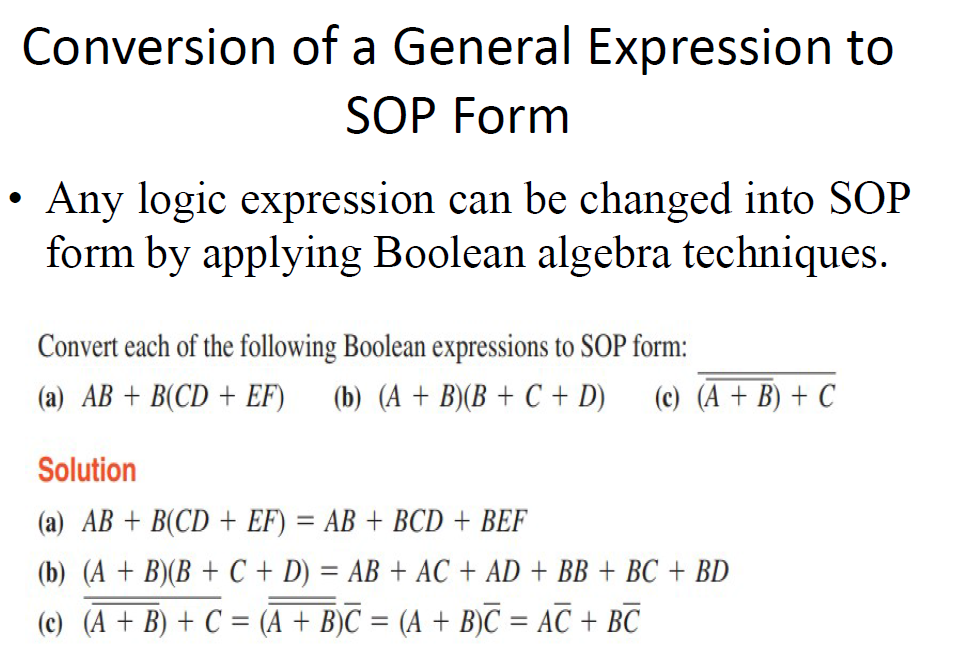 Conversion of a General Expression to
SOP Form
• Any logic expression can be changed into SOP
form by applying Boolean algebra techniques.
Convert each of the following Boolean expressions to SOP form:
(a) AB + B(CD + EF) (b) (A + B)(B + C + D) (c) $\overline{(\overline{A + B}) + C}$
Solution
(a) AB + B(CD + EF) = AB + BCD + BEF
(b) (A + B)(B + C + D) = AB + AC + AD + BB + BC + BD
(c) $\overline{(\overline{A + B}) + C} = (\overline{\overline{A + B}})\overline{C} = (A + B)\overline{C} = A\overline{C} + B\overline{C}$